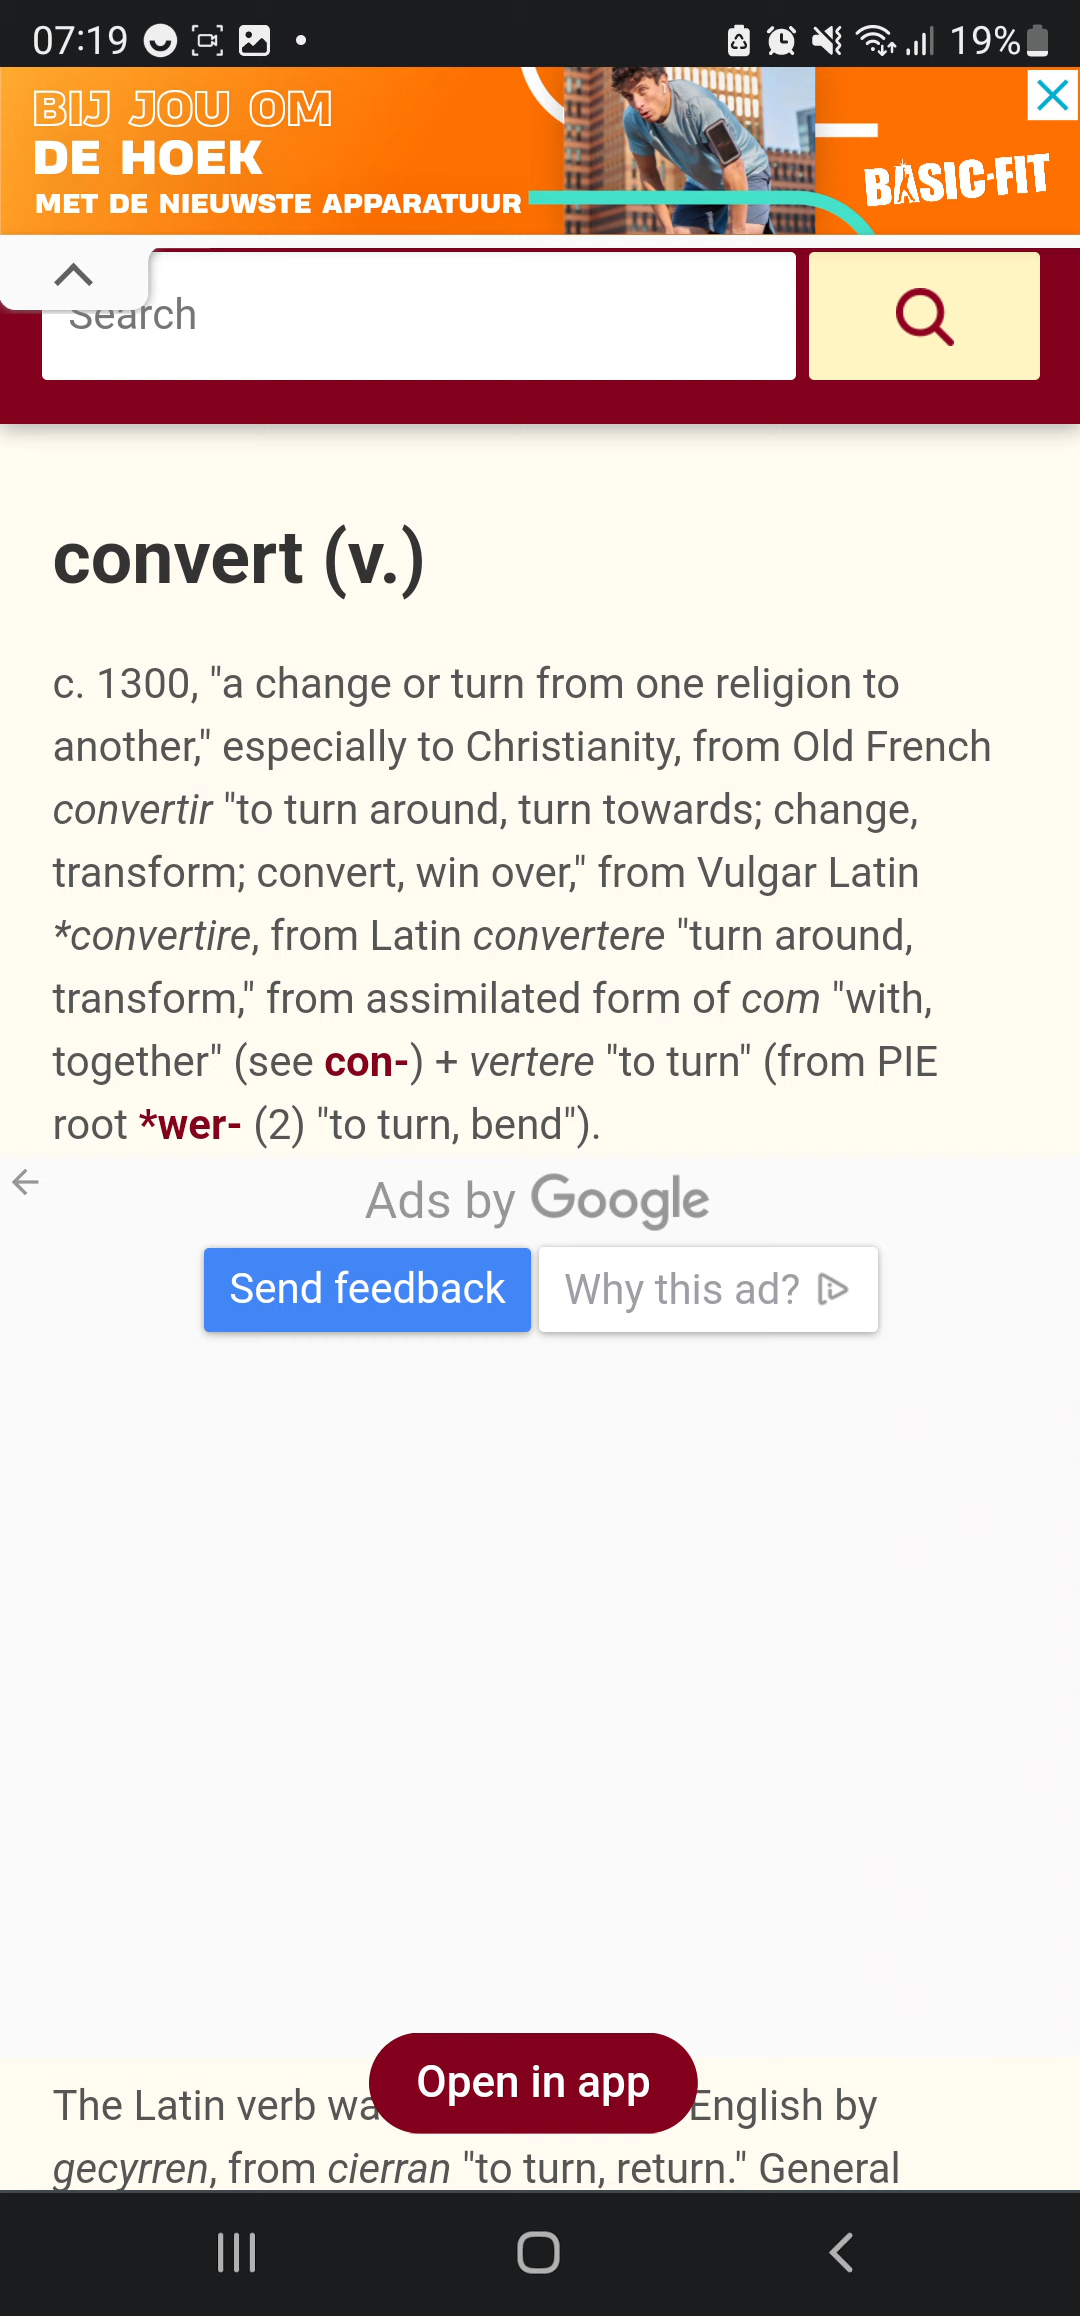 07:19
19%
BIJ JOU OM
DE HOEK
MET DE NIEUWSTE APPARATUUR
BASIC-FIT
Search
convert (v.)
c. 1300, "a change or turn from one religion to
another," especially to Christianity, from Old French
convertir "to turn around, turn towards; change,
transform; convert, win over," from Vulgar Latin
*convertire, from Latin convertere "turn around,
transform," from assimilated form of com "with,
together" (see con-) + vertere "to turn" (from PIE
root *wer- (2) "to turn, bend").
Ads by Google
Send feedback
Why this ad?
Open in app
The Latin verb English by
gecyrren, from cierran "to turn, return." General